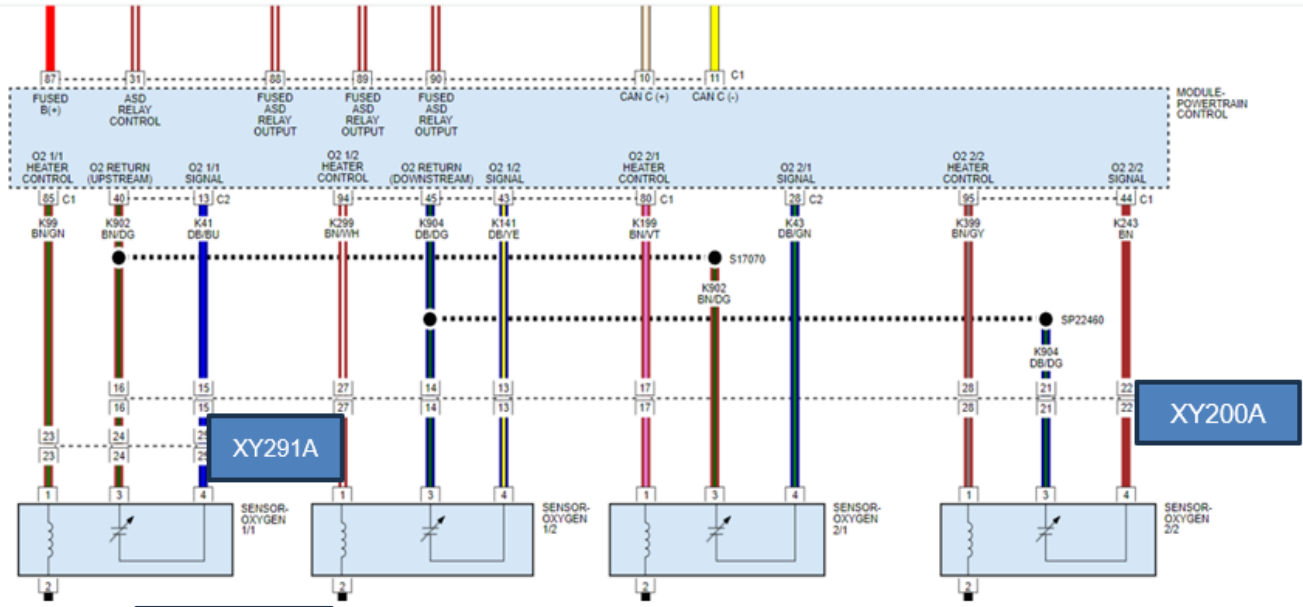 87 31 88 89 90 10 11 C1
FUSED
B(+)
ASD
RELAY
CONTROL
FUSED
ASD
RELAY
OUTPUT
FUSED
ASD
RELAY
OUTPUT
FUSED
ASD
RELAY
OUTPUT
CAN C (+)
CAN C (-)
MODULE-
POWERTRAIN
CONTROL
O2 1/1
HEATER
CONTROL
O2 RETURN
(UPSTREAM)
O2 1/1
SIGNAL
O2 1/2
HEATER
CONTROL
O2 RETURN
(DOWNSTREAM)
O2 1/2
SIGNAL
O2 2/1
HEATER
CONTROL
O2 2/1
SIGNAL
O2 2/2
HEATER
CONTROL
O2 2/2
SIGNAL
85 C1 40 13 C2 94 45 43 80 C1 28 C2 95 44 C1
K99
BN/GN
K902
BN/DG
K41
DB/BU
K299
BN/WH
K904
DB/DG
K141
DB/YE
K199
BN/VT
K43
DB/GN
K399
BN/GY
K243
BN
S17070
K902
BN/DG
SP22460
K904
DB/DG
16 15 27 14 13 17 28 21 22
16 15 27 14 13 17 28 21 22
XY200A
23 24
23 24
XY291A
1 3 4 1 3 4 1 3 4 1 3 4
SENSOR-
OXYGEN
1/1
SENSOR-
OXYGEN
1/2
SENSOR-
OXYGEN
2/1
SENSOR-
OXYGEN
2/2
2 2 2 2